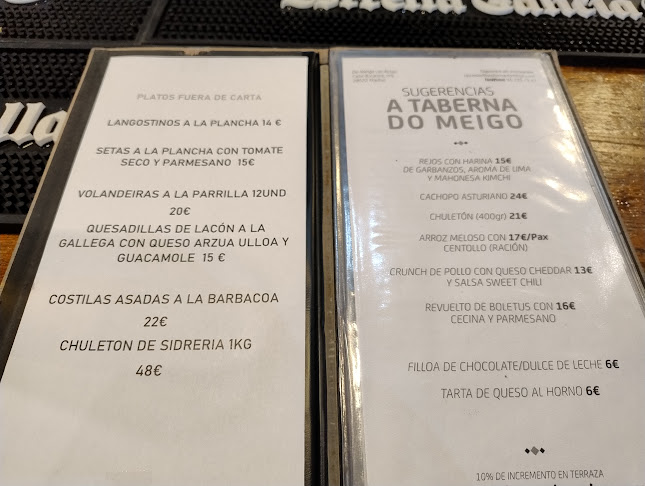 Estrella Galicia
PLATOS FUERA DE CARTA
LANGOSTINOS A LA PLANCHA 14 €
SETAS A LA PLANCHA CON TOMATE
SECO Y PARMESANO 15€
VOLANDEIRAS A LA PARRILLA 12UND
20€
QUESADILLAS DE LACÓN A LA
GALLEGA CON QUESO ARZUA ULLOA Y
GUACAMOLE 15 €
COSTILAS ASADAS A LA BARBACOA
22€
CHULETON DE SIDRERIA 1KG
48€
SUGERENCIAS
A TABERNA
DO MEIGO
REJOS CON HARINA 15€
DE GARBANZOS, AROMA DE LIMA
Y MAHONESA KIMCHI
CACHOPO ASTURIANO 24€
CHULETÓN (400gr) 21€
ARROZ MELOSO CON 17€/Pax
CENTOLLO (RACIÓN)
CRUNCH DE POLLO CON QUESO CHEDDAR 13€
Y SALSA SWEET CHILI
REVUELTO DE BOLETUS CON 16€
CECINA Y PARMESANO
FILLOA DE CHOCOLATE/DULCE DE LECHE 6€
TARTA DE QUESO AL HORNO 6€
10% DE INCREMENTO EN TERRAZA